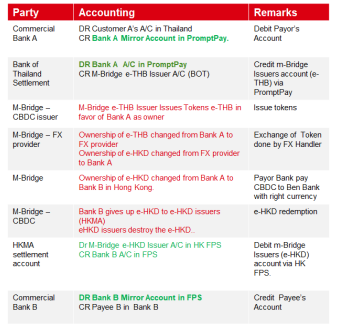 Party Accounting Remarks
Commercial Bank A
DR Customer A's A/C in Thailand
CR Bank A Mirror Account in PromptPay.
Debit Payor's Account
Bank of Thailand Settlement
DR Bank A A/C in PromptPay
CR M-Bridge e-THB Issuer A/C (BOT)
Credit m-Bridge Issuers account (e-THB) via PromptPay
M-Bridge – CBDC issuer
M-Bridge e-THB Issuer Issues Tokens e-THB in favor of Bank A as owner
Issue tokens
M-Bridge – FX provider
Ownership of e-THB changed from Bank A to FX provider
Ownership of e-HKD changed from FX provider to Bank A
Exchange of Token done by FX Handler
M-Bridge
Ownership of e-HKD changed from Bank A to Bank B in Hong Kong.
Payor Bank pay CBDC to Ben Bank with right currency
M-Bridge – CBDC
Bank B gives up e-HKD to e-HKD issuers (HKMA)
eHKD issuers destroy the e-HKD..
e-HKD redemption
HKMA settlement account
Dr M-Bridge e-HKD Issuer A/C in HK FPS
CR Bank B A/C in FPS
Debit m-Bridge Issuers (e-HKD) account via HK FPS.
Commercial Bank B
DR Bank B Mirror Account in FPS
CR Payee B in Bank B
Credit Payee's Account